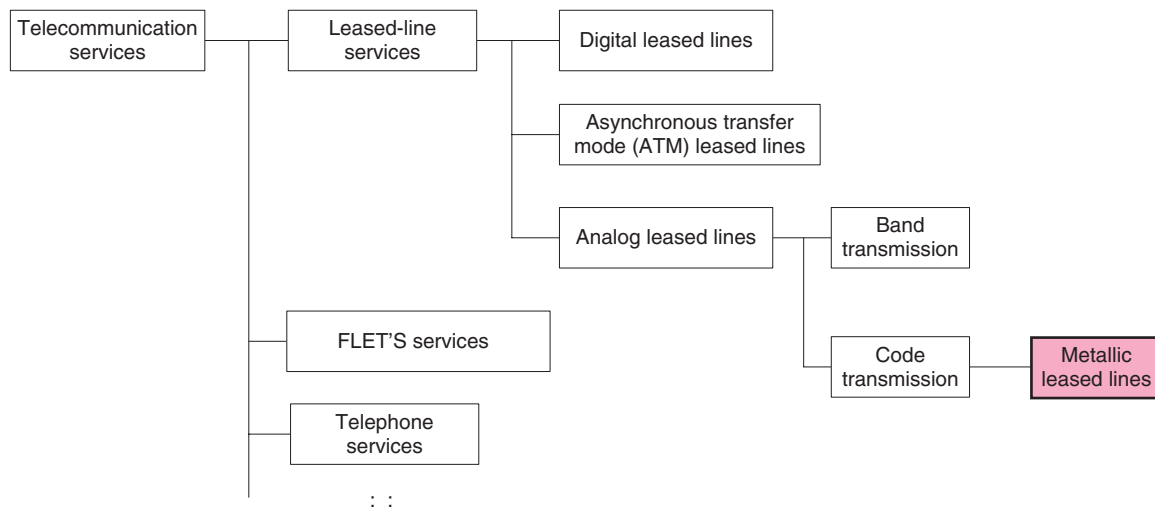 Telecommunication
services
Leased-line
services
Digital leased lines
Asynchronous transfer
mode (ATM) leased lines
Analog leased lines
Band
transmission
FLET'S services
Code
transmission
Metallic
leased lines
Telephone
services
: :